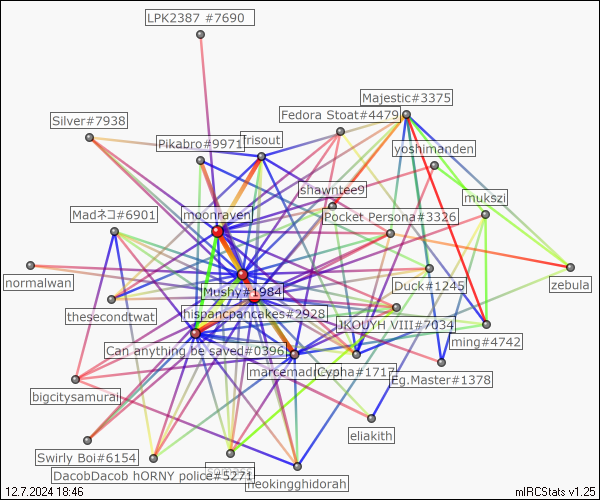 LPK2387 #7690
Majestic#3375
Fedora Stoat#4479
Silver#7938
Pikabro#9971
frisout
yoshimanden
shawntee9
mukszi
Madネコ#6901
moonraven
Pocket Persona#3326
normalwan
Mushy#1984
Duck#1245
zebula
thesecondtwat
hispancpancakes#2928
JKOUYH VIII#7034
ming#4742
Can anything be saved#0396
marcemadre
Cypha#1717
Eg.Master#1378
bigcitysamurai
eliakith
Swirly Boi#6154
DacobDacob hORNY police#5271
neokingghidorah
12.7.2024 18:46
mIRCStats v1.25